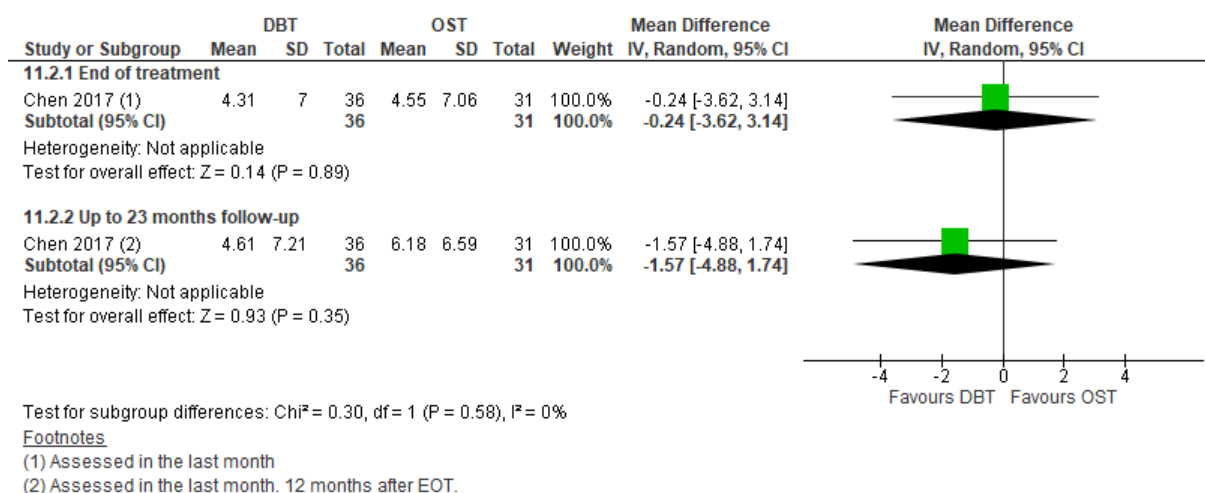 DBT OST Mean Difference Mean Difference
Study or Subgroup Mean SD Total Mean SD Total Weight IV, Random, 95% CI IV, Random, 95% CI
11.2.1 End of treatment
Chen 2017 (1) 4.31 7 36 4.55 7.06 31 100.0% -0.24 [-3.62, 3.14]
Subtotal (95% CI) 36 31 100.0% -0.24 [-3.62, 3.14]
Heterogeneity: Not applicable
Test for overall effect: Z = 0.14 (P = 0.89)
11.2.2 Up to 23 months follow-up
Chen 2017 (2) 4.61 7.21 36 6.18 6.59 31 100.0% -1.57 [-4.88, 1.74]
Subtotal (95% CI) 36 31 100.0% -1.57 [-4.88, 1.74]
Heterogeneity: Not applicable
Test for overall effect: Z = 0.93 (P = 0.35)
-4 -2 0 2 4
Favours DBT Favours OST
Test for subgroup differences: Chi² = 0.30, df = 1 (P = 0.58), I² = 0%
Footnotes
(1) Assessed in the last month
(2) Assessed in the last month. 12 months after EOT.